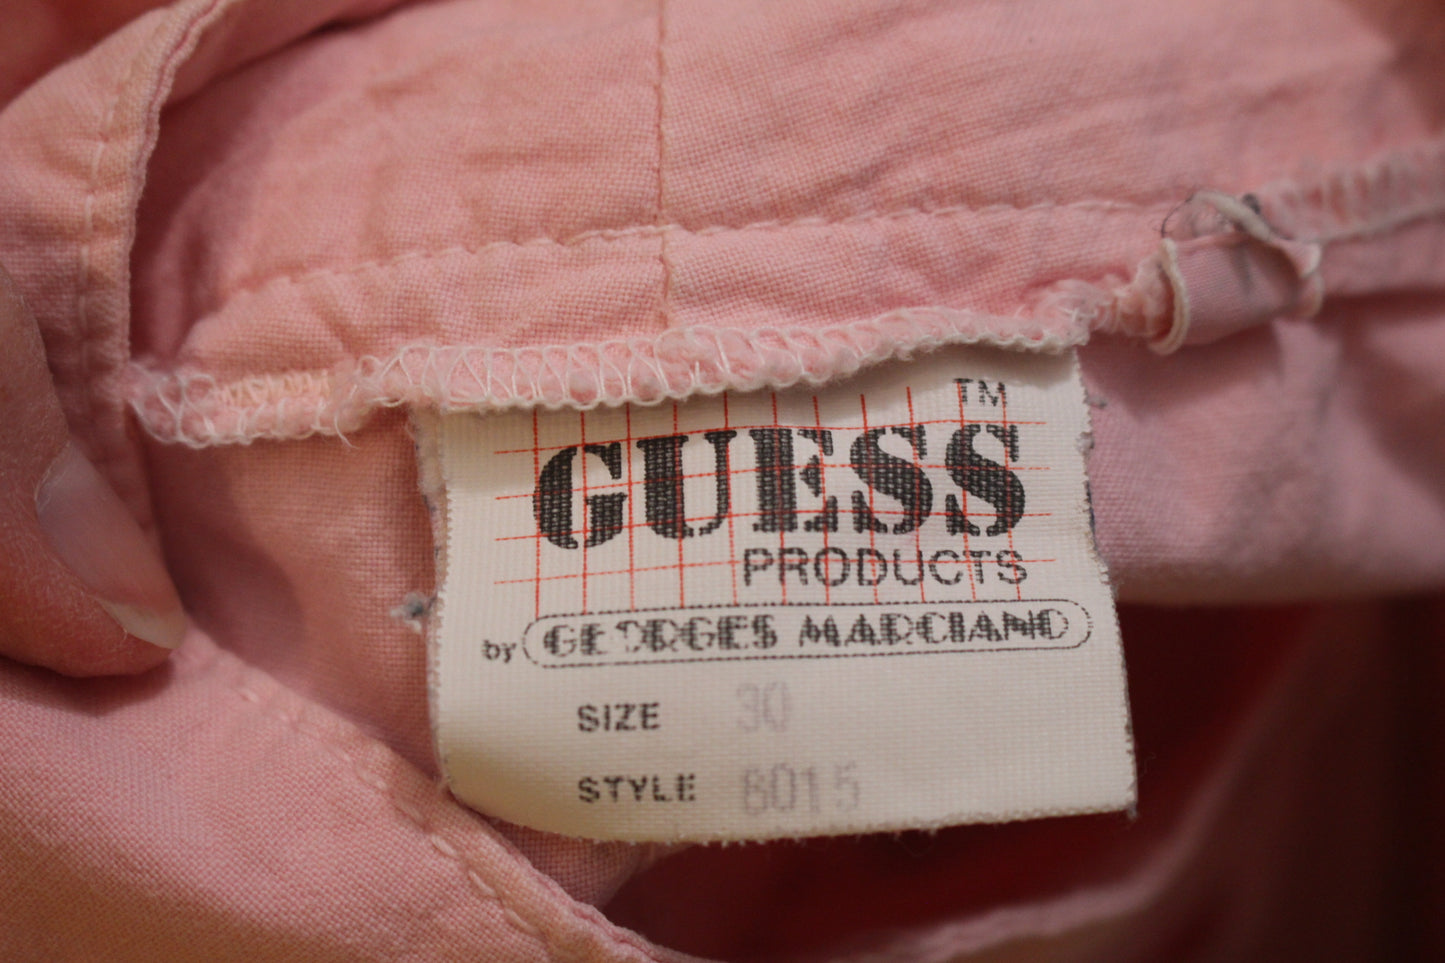 TM
GUESS
PRODUCTS
by GEORGES MARCIANO
SIZE 30
STYLE 8015